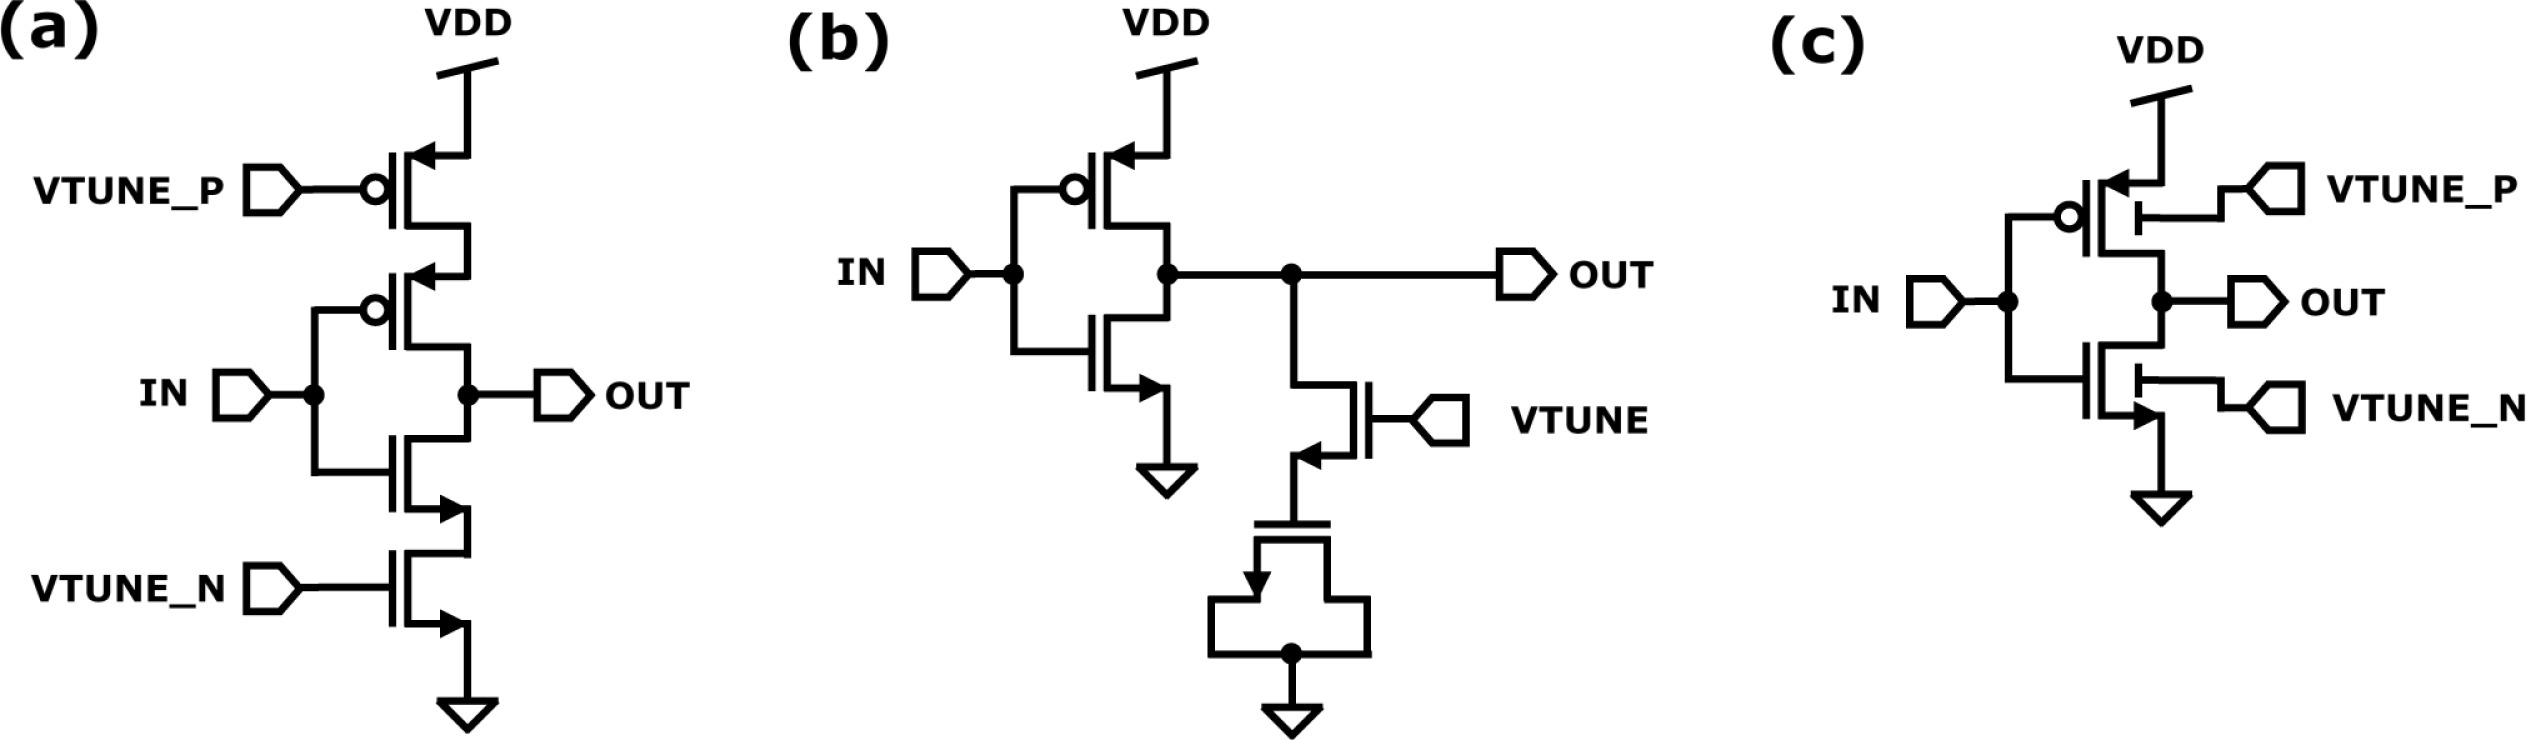 (a)
VDD
VTUNE_P
IN
OUT
VTUNE_N
(b)
VDD
IN
OUT
VTUNE
(c)
VDD
VTUNE_P
IN
OUT
VTUNE_N